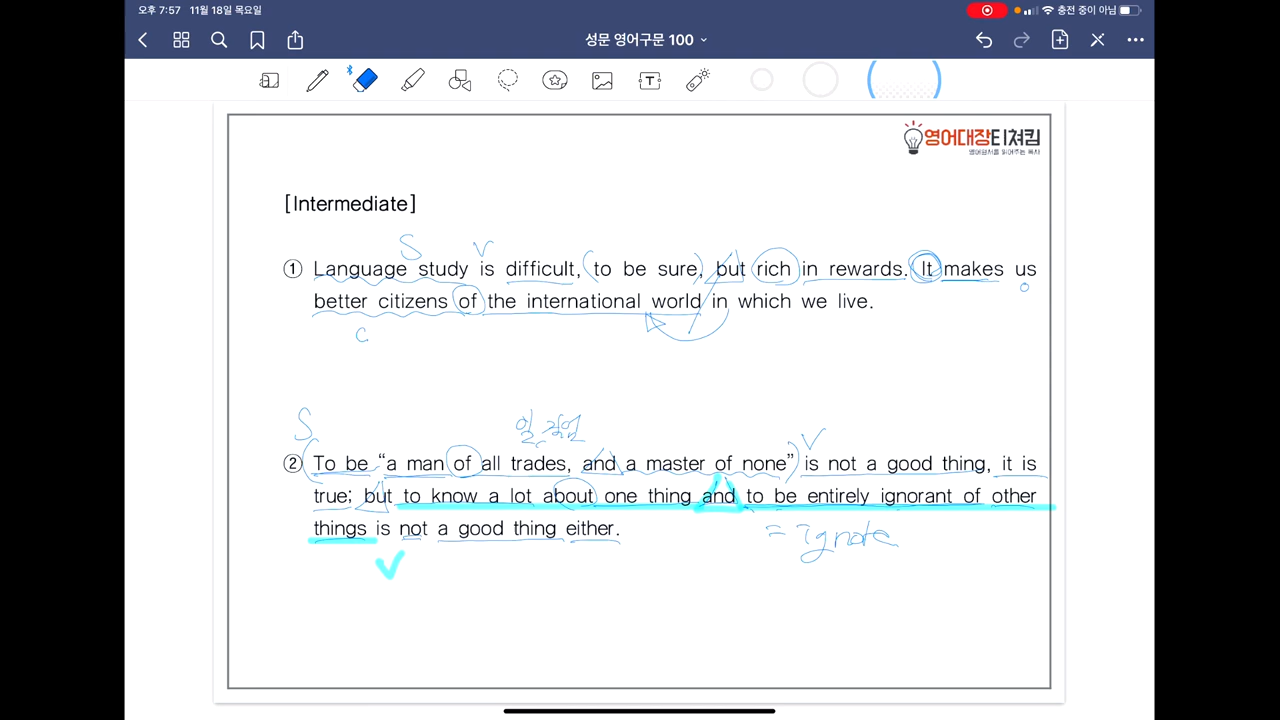 오후 7:57 11월 18일 목요일
충전 중이 아님
성문 영어구문 100
영어대장티쳐킴
[Intermediate]
S V
① Language study is difficult, to be sure, but rich in rewards. It makes us
o
better citizens of the international world in which we live.
C
S 일, 직업 V
② To be “a man of all trades, and a master of none” is not a good thing, it is
true; but to know a lot about one thing and to be entirely ignorant of other
things is not a good thing either.
= ignote
V